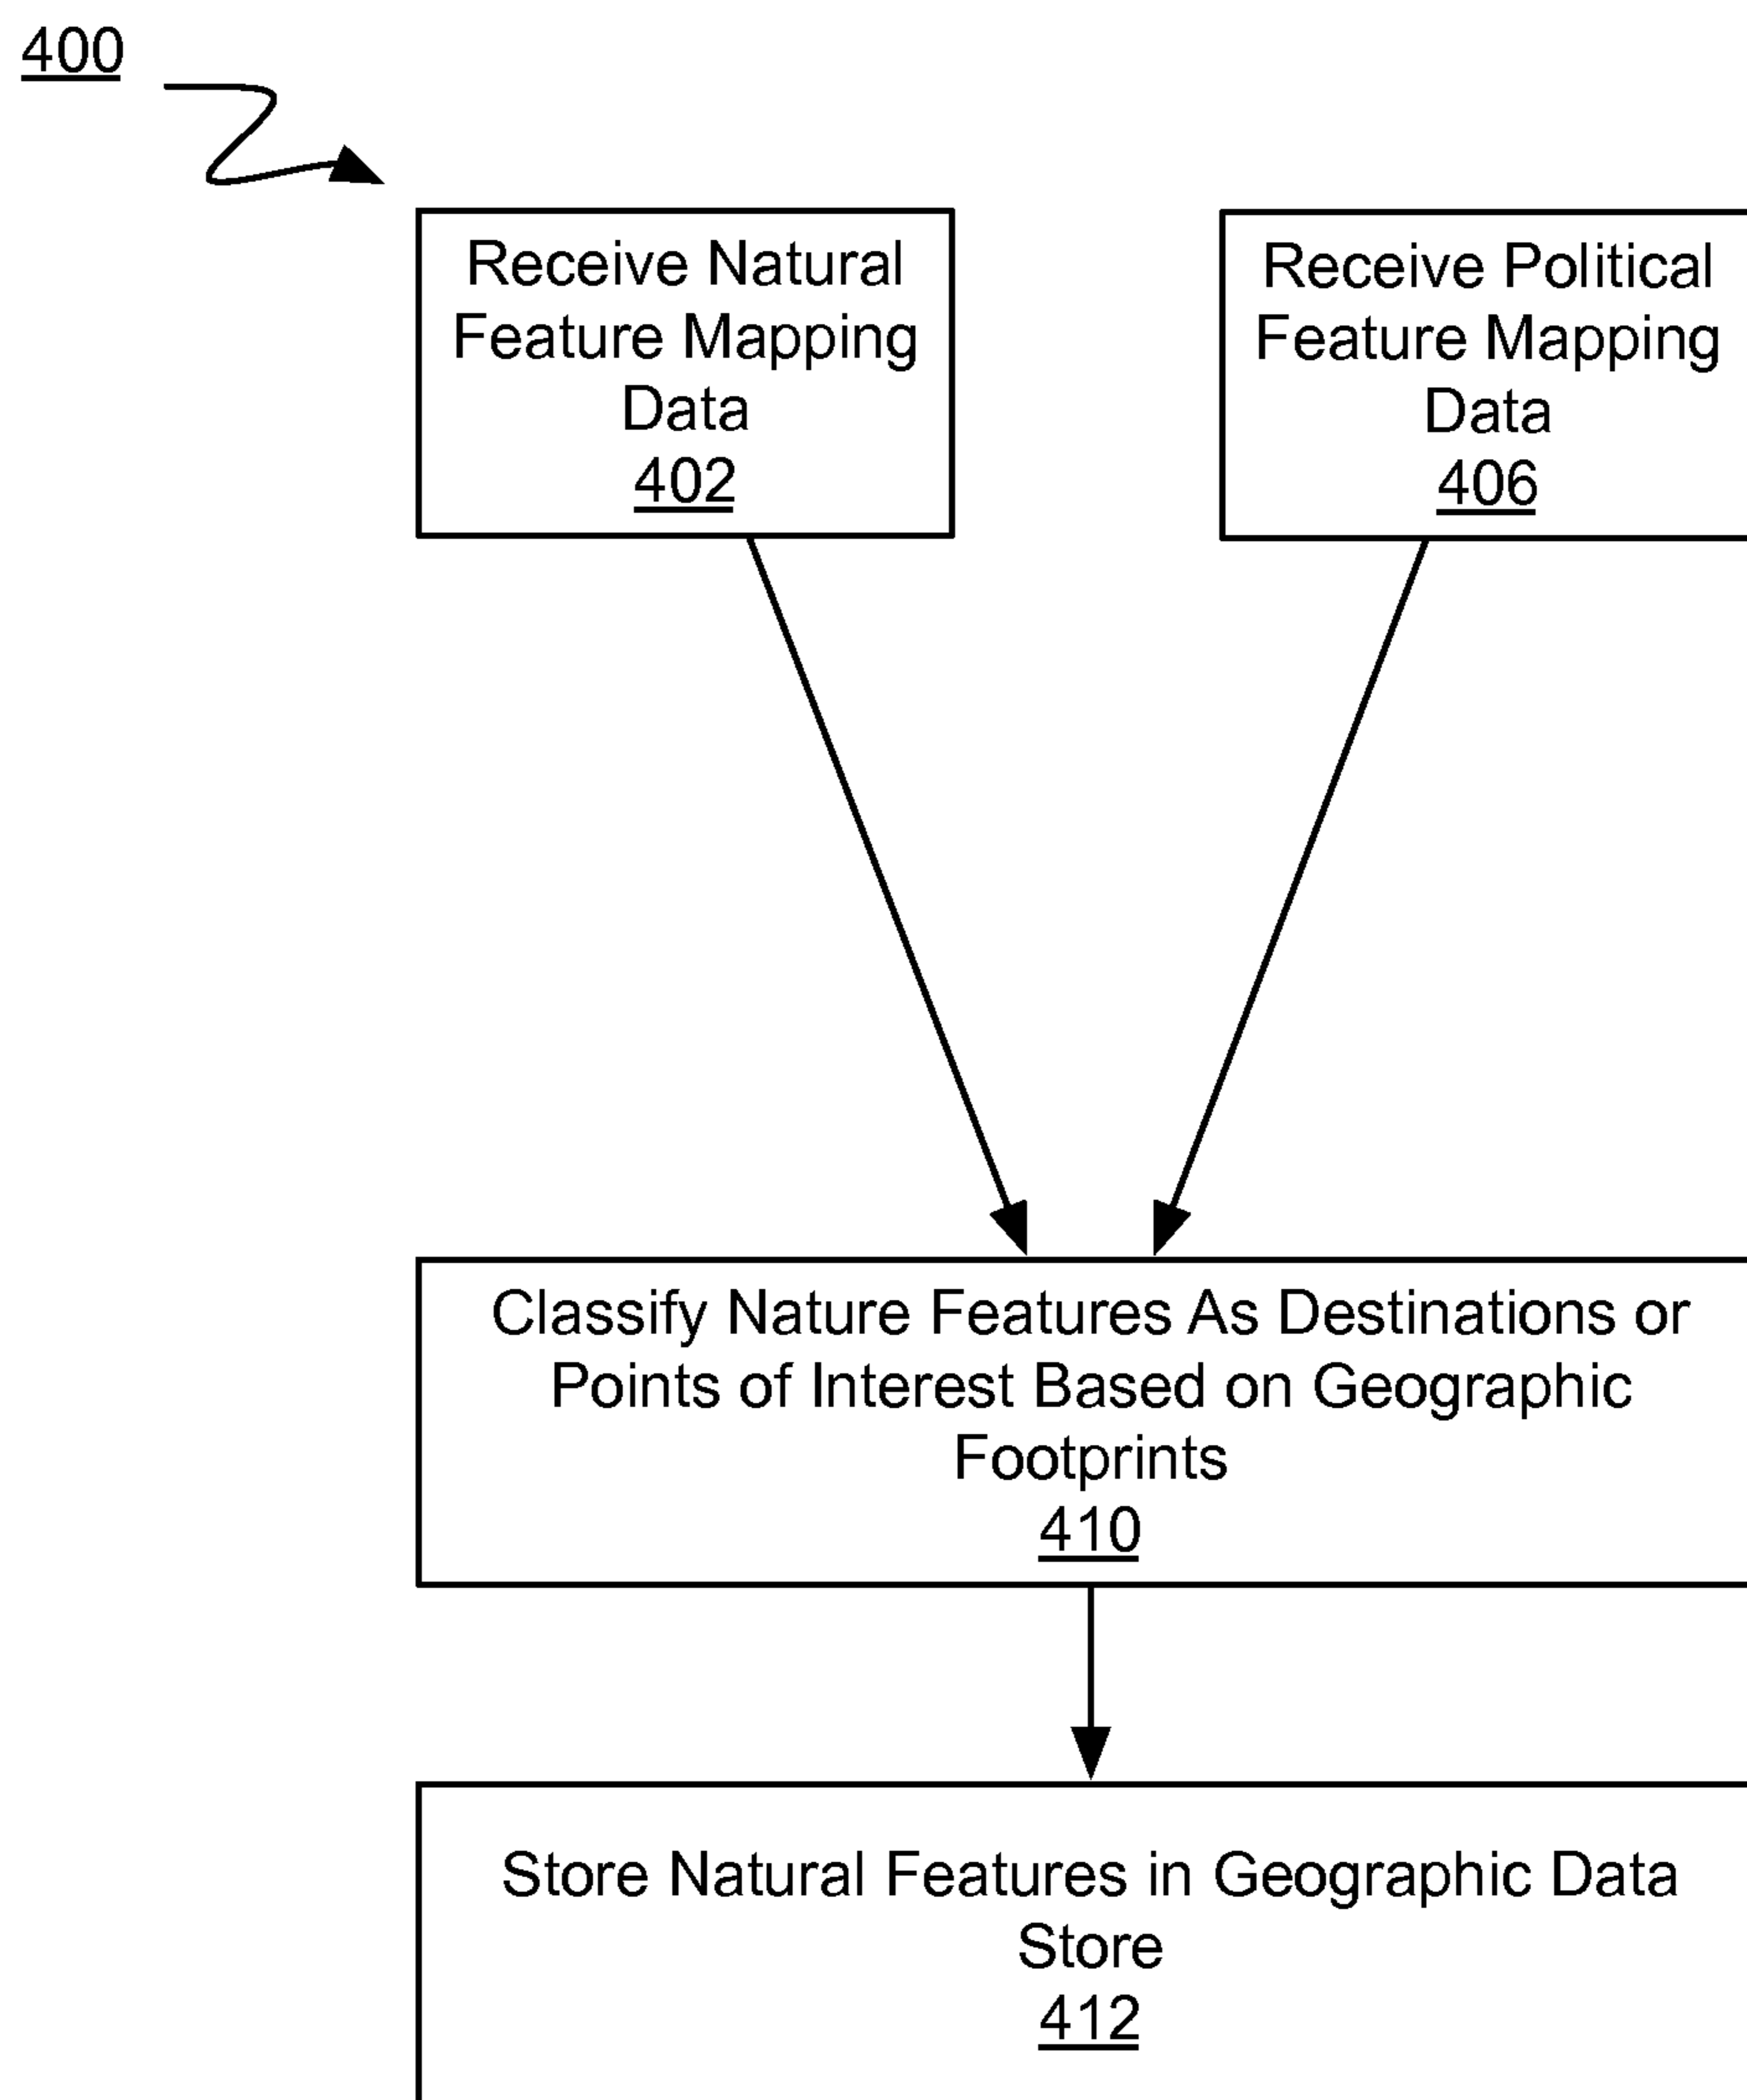 400
Receive Natural
Feature Mapping
Data
402
Receive Political
Feature Mapping
Data
406
Classify Nature Features As Destinations or
Points of Interest Based on Geographic
Footprints
410
Store Natural Features in Geographic Data
Store
412